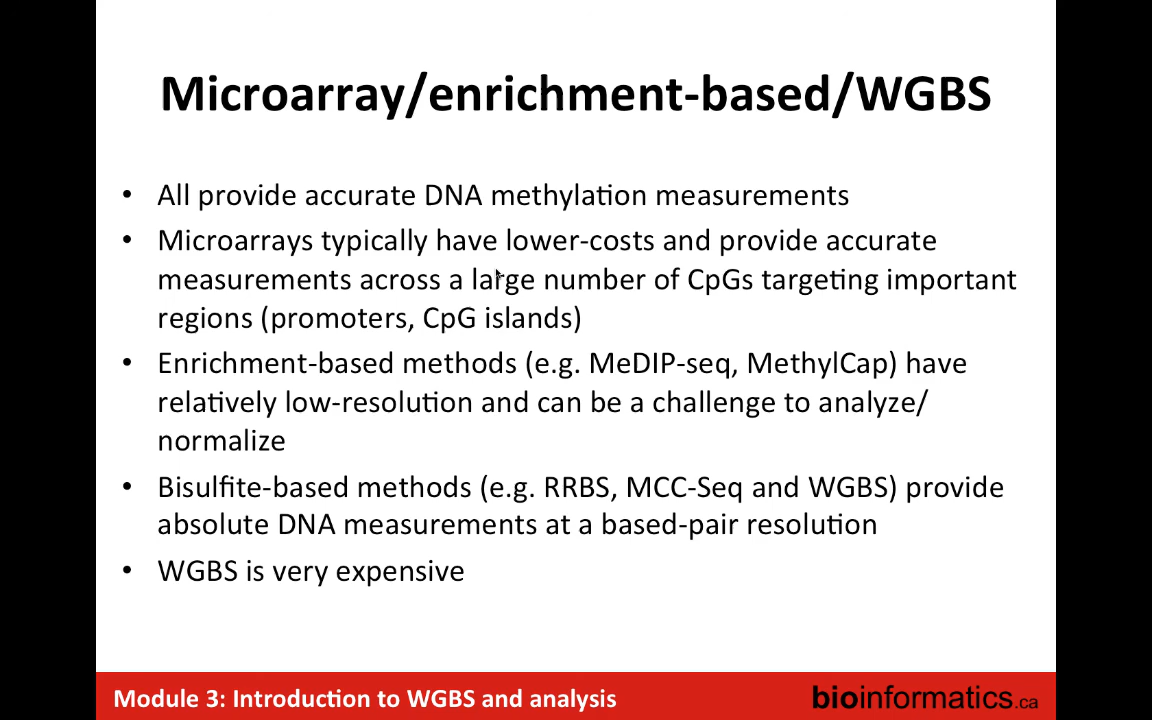 Microarray/enrichment-based/WGBS
• All provide accurate DNA methylation measurements
• Microarrays typically have lower-costs and provide accurate
measurements across a large number of CpGs targeting important
regions (promoters, CpG islands)
• Enrichment-based methods (e.g. MeDIP-seq, MethylCap) have
relatively low-resolution and can be a challenge to analyze/
normalize
• Bisulfite-based methods (e.g. RRBS, MCC-Seq and WGBS) provide
absolute DNA measurements at a based-pair resolution
• WGBS is very expensive
Module 3: Introduction to WGBS and analysis
bioinformatics.ca